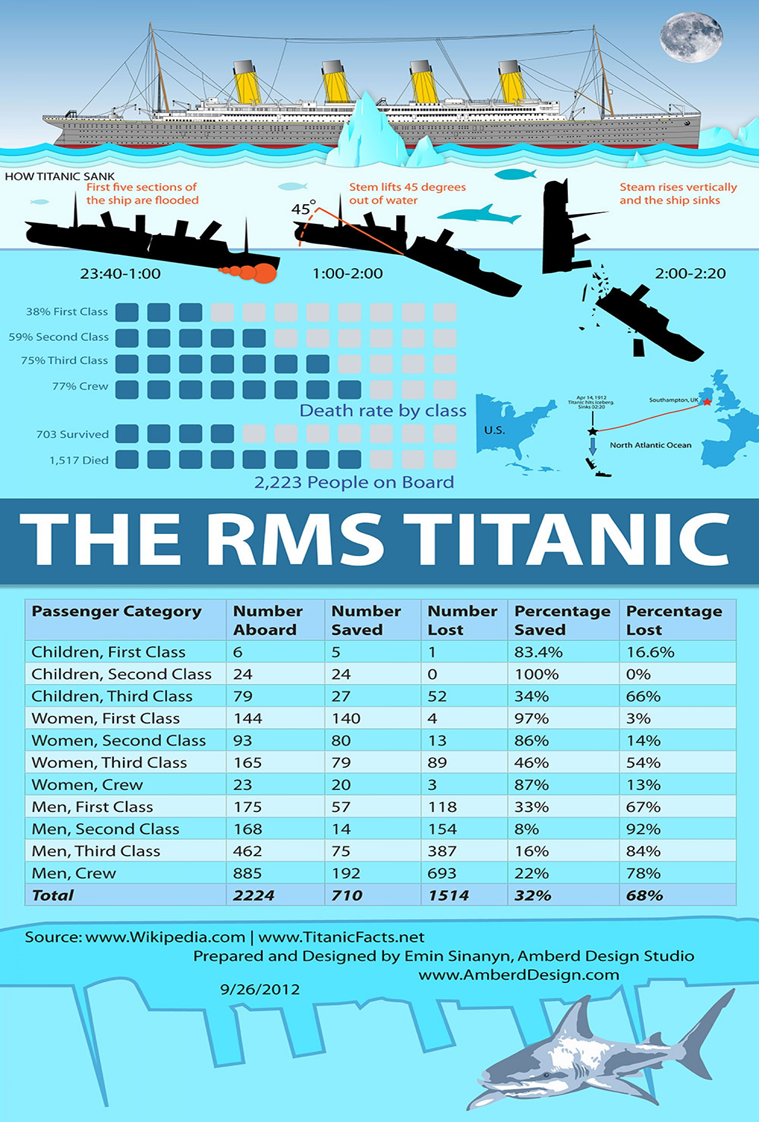 HOW TITANIC SANK
First five sections of
the ship are flooded
Stem lifts 45 degrees
out of water
Steam rises vertically
and the ship sinks
45°
23:40-1:00
1:00-2:00
2:00-2:20
38% First Class
59% Second Class
75% Third Class
77% Crew
Death rate by class
703 Survived
1,517 Died
2,223 People on Board
Apr 14, 1912
Titanic hits Iceberg
Sinks 02:20
Southampton, UK
U.S.
North Atlantic Ocean
THE RMS TITANIC
Passenger Category Number Aboard Number Saved Number Lost Percentage Saved Percentage Lost
Children, First Class 6 5 1 83.4% 16.6%
Children, Second Class 24 24 0 100% 0%
Children, Third Class 79 27 52 34% 66%
Women, First Class 144 140 4 97% 3%
Women, Second Class 93 80 13 86% 14%
Women, Third Class 165 79 89 46% 54%
Women, Crew 23 20 3 87% 13%
Men, First Class 175 57 118 33% 67%
Men, Second Class 168 14 154 8% 92%
Men, Third Class 462 75 387 16% 84%
Men, Crew 885 192 693 22% 78%
Total 2224 710 1514 32% 68%
Source: www.Wikipedia.com | www.TitanicFacts.net
Prepared and Designed by Emin Sinanyn, Amberd Design Studio
www.AmberdDesign.com
9/26/2012